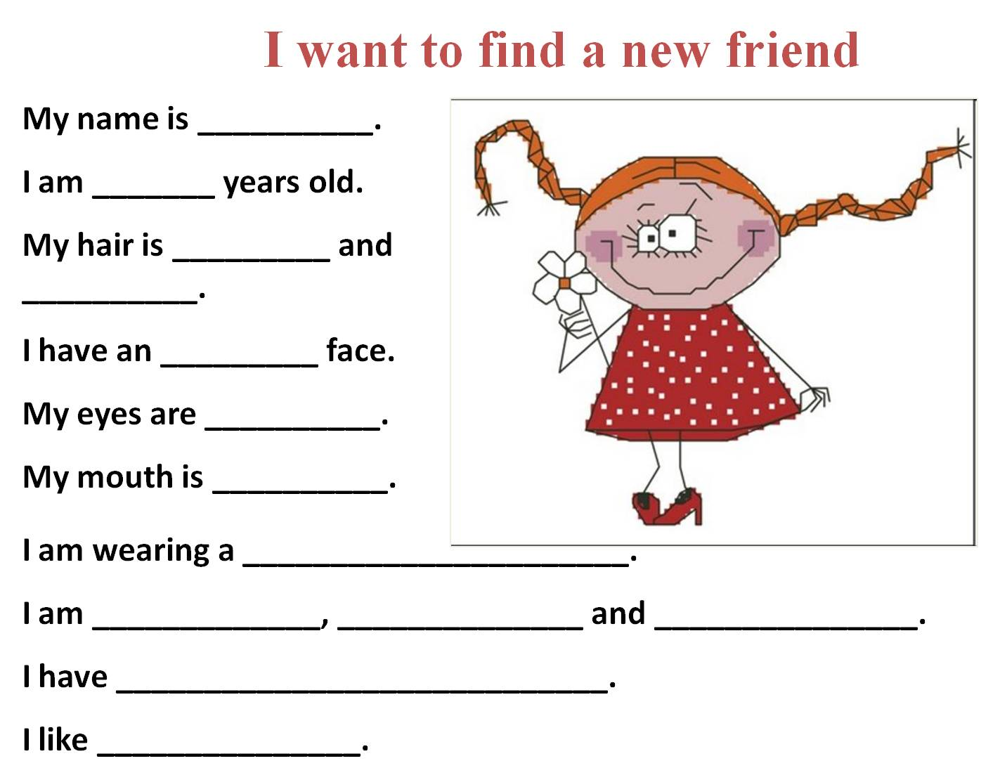 I want to find a new friend
My name is __________.
I am _______ years old.
My hair is _________ and
__________.
I have an _________ face.
My eyes are __________.
My mouth is __________.
I am wearing a ______________________.
I am _____________, ______________ and _______________.
I have ____________________________.
I like _______________.